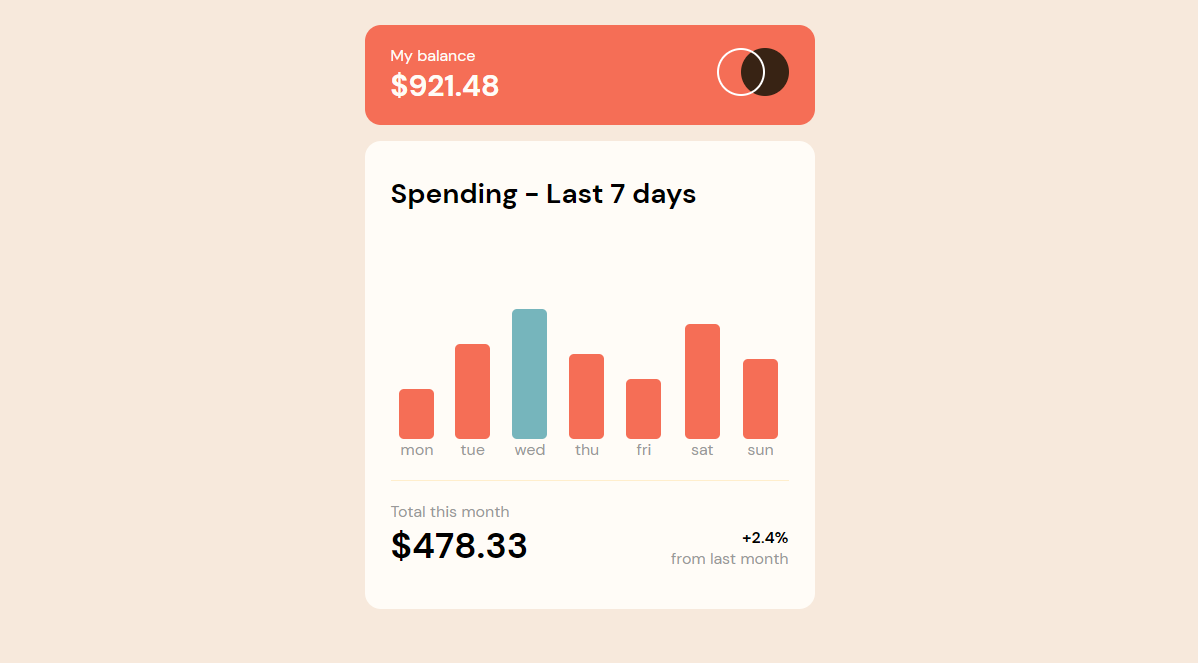 My balance
$921.48
Spending - Last 7 days
mon tue wed thu fri sat sun
Total this month
$478.33
+2.4%
from last month